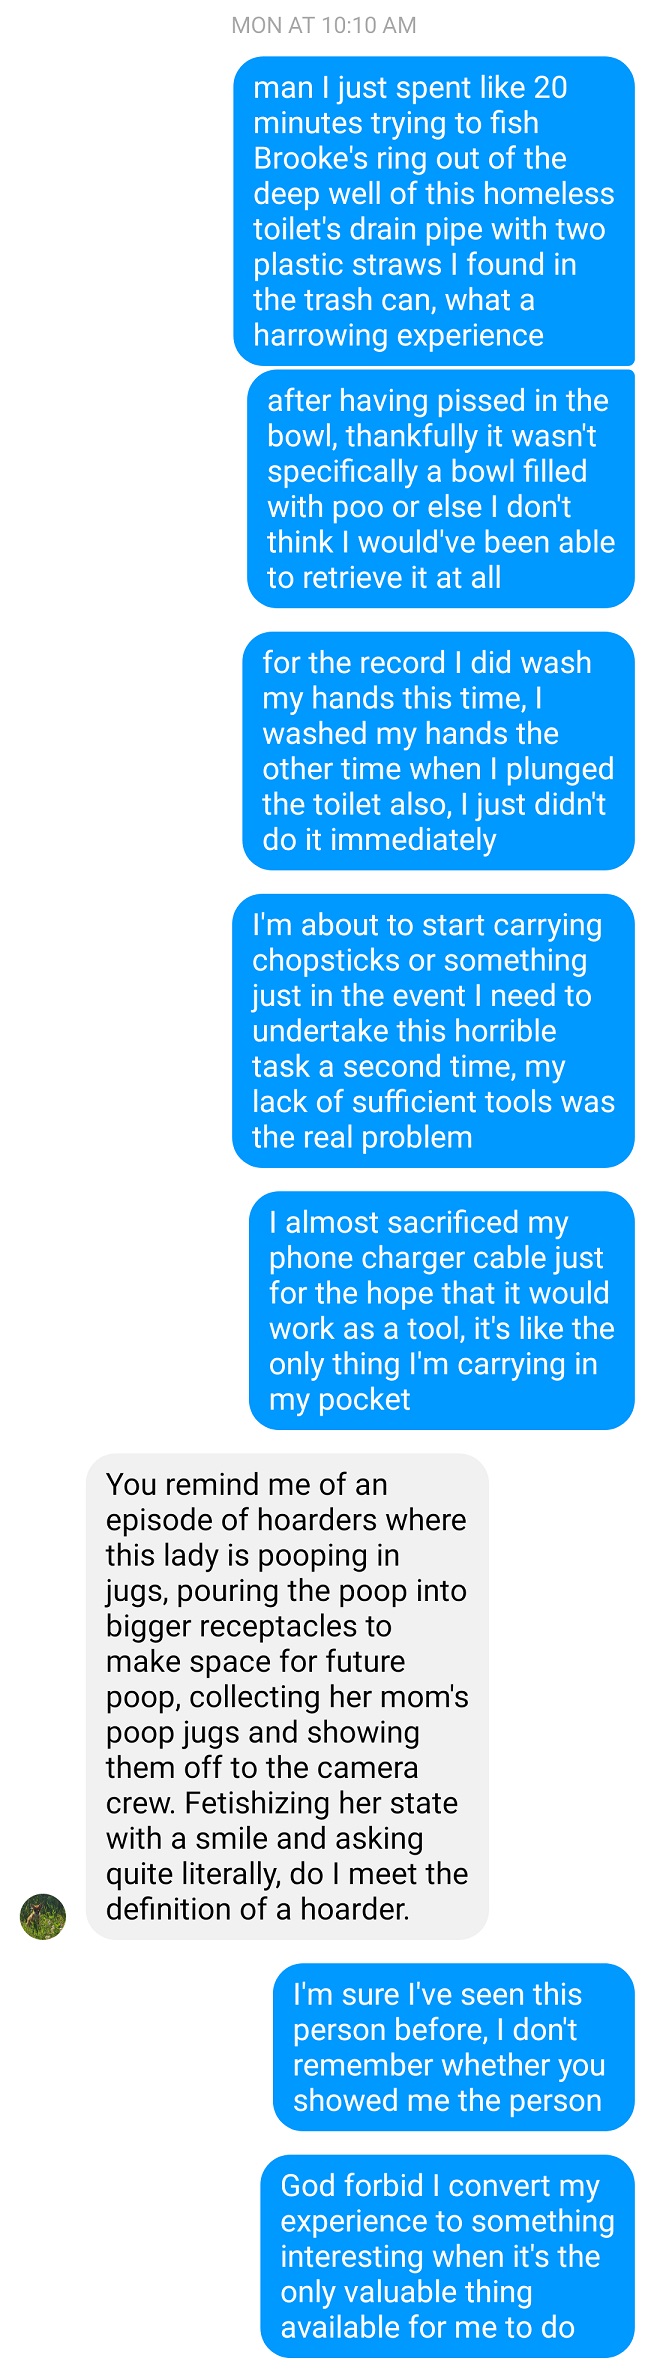 MON AT 10:10 AM
man I just spent like 20
minutes trying to fish
Brooke's ring out of the
deep well of this homeless
toilet's drain pipe with two
plastic straws I found in
the trash can, what a
harrowing experience
after having pissed in the
bowl, thankfully it wasn't
specifically a bowl filled
with poo or else I don't
think I would've been able
to retrieve it at all
for the record I did wash
my hands this time, I
washed my hands the
other time when I plunged
the toilet also, I just didn't
do it immediately
I'm about to start carrying
chopsticks or something
just in the event I need to
undertake this horrible
task a second time, my
lack of sufficient tools was
the real problem
I almost sacrificed my
phone charger cable just
for the hope that it would
work as a tool, it's like the
only thing I'm carrying in
my pocket
You remind me of an
episode of hoarders where
this lady is pooping in
jugs, pouring the poop into
bigger receptacles to
make space for future
poop, collecting her mom's
poop jugs and showing
them off to the camera
crew. Fetishizing her state
with a smile and asking
quite literally, do I meet the
definition of a hoarder.
I'm sure I've seen this
person before, I don't
remember whether you
showed me the person
God forbid I convert my
experience to something
interesting when it's the
only valuable thing
available for me to do